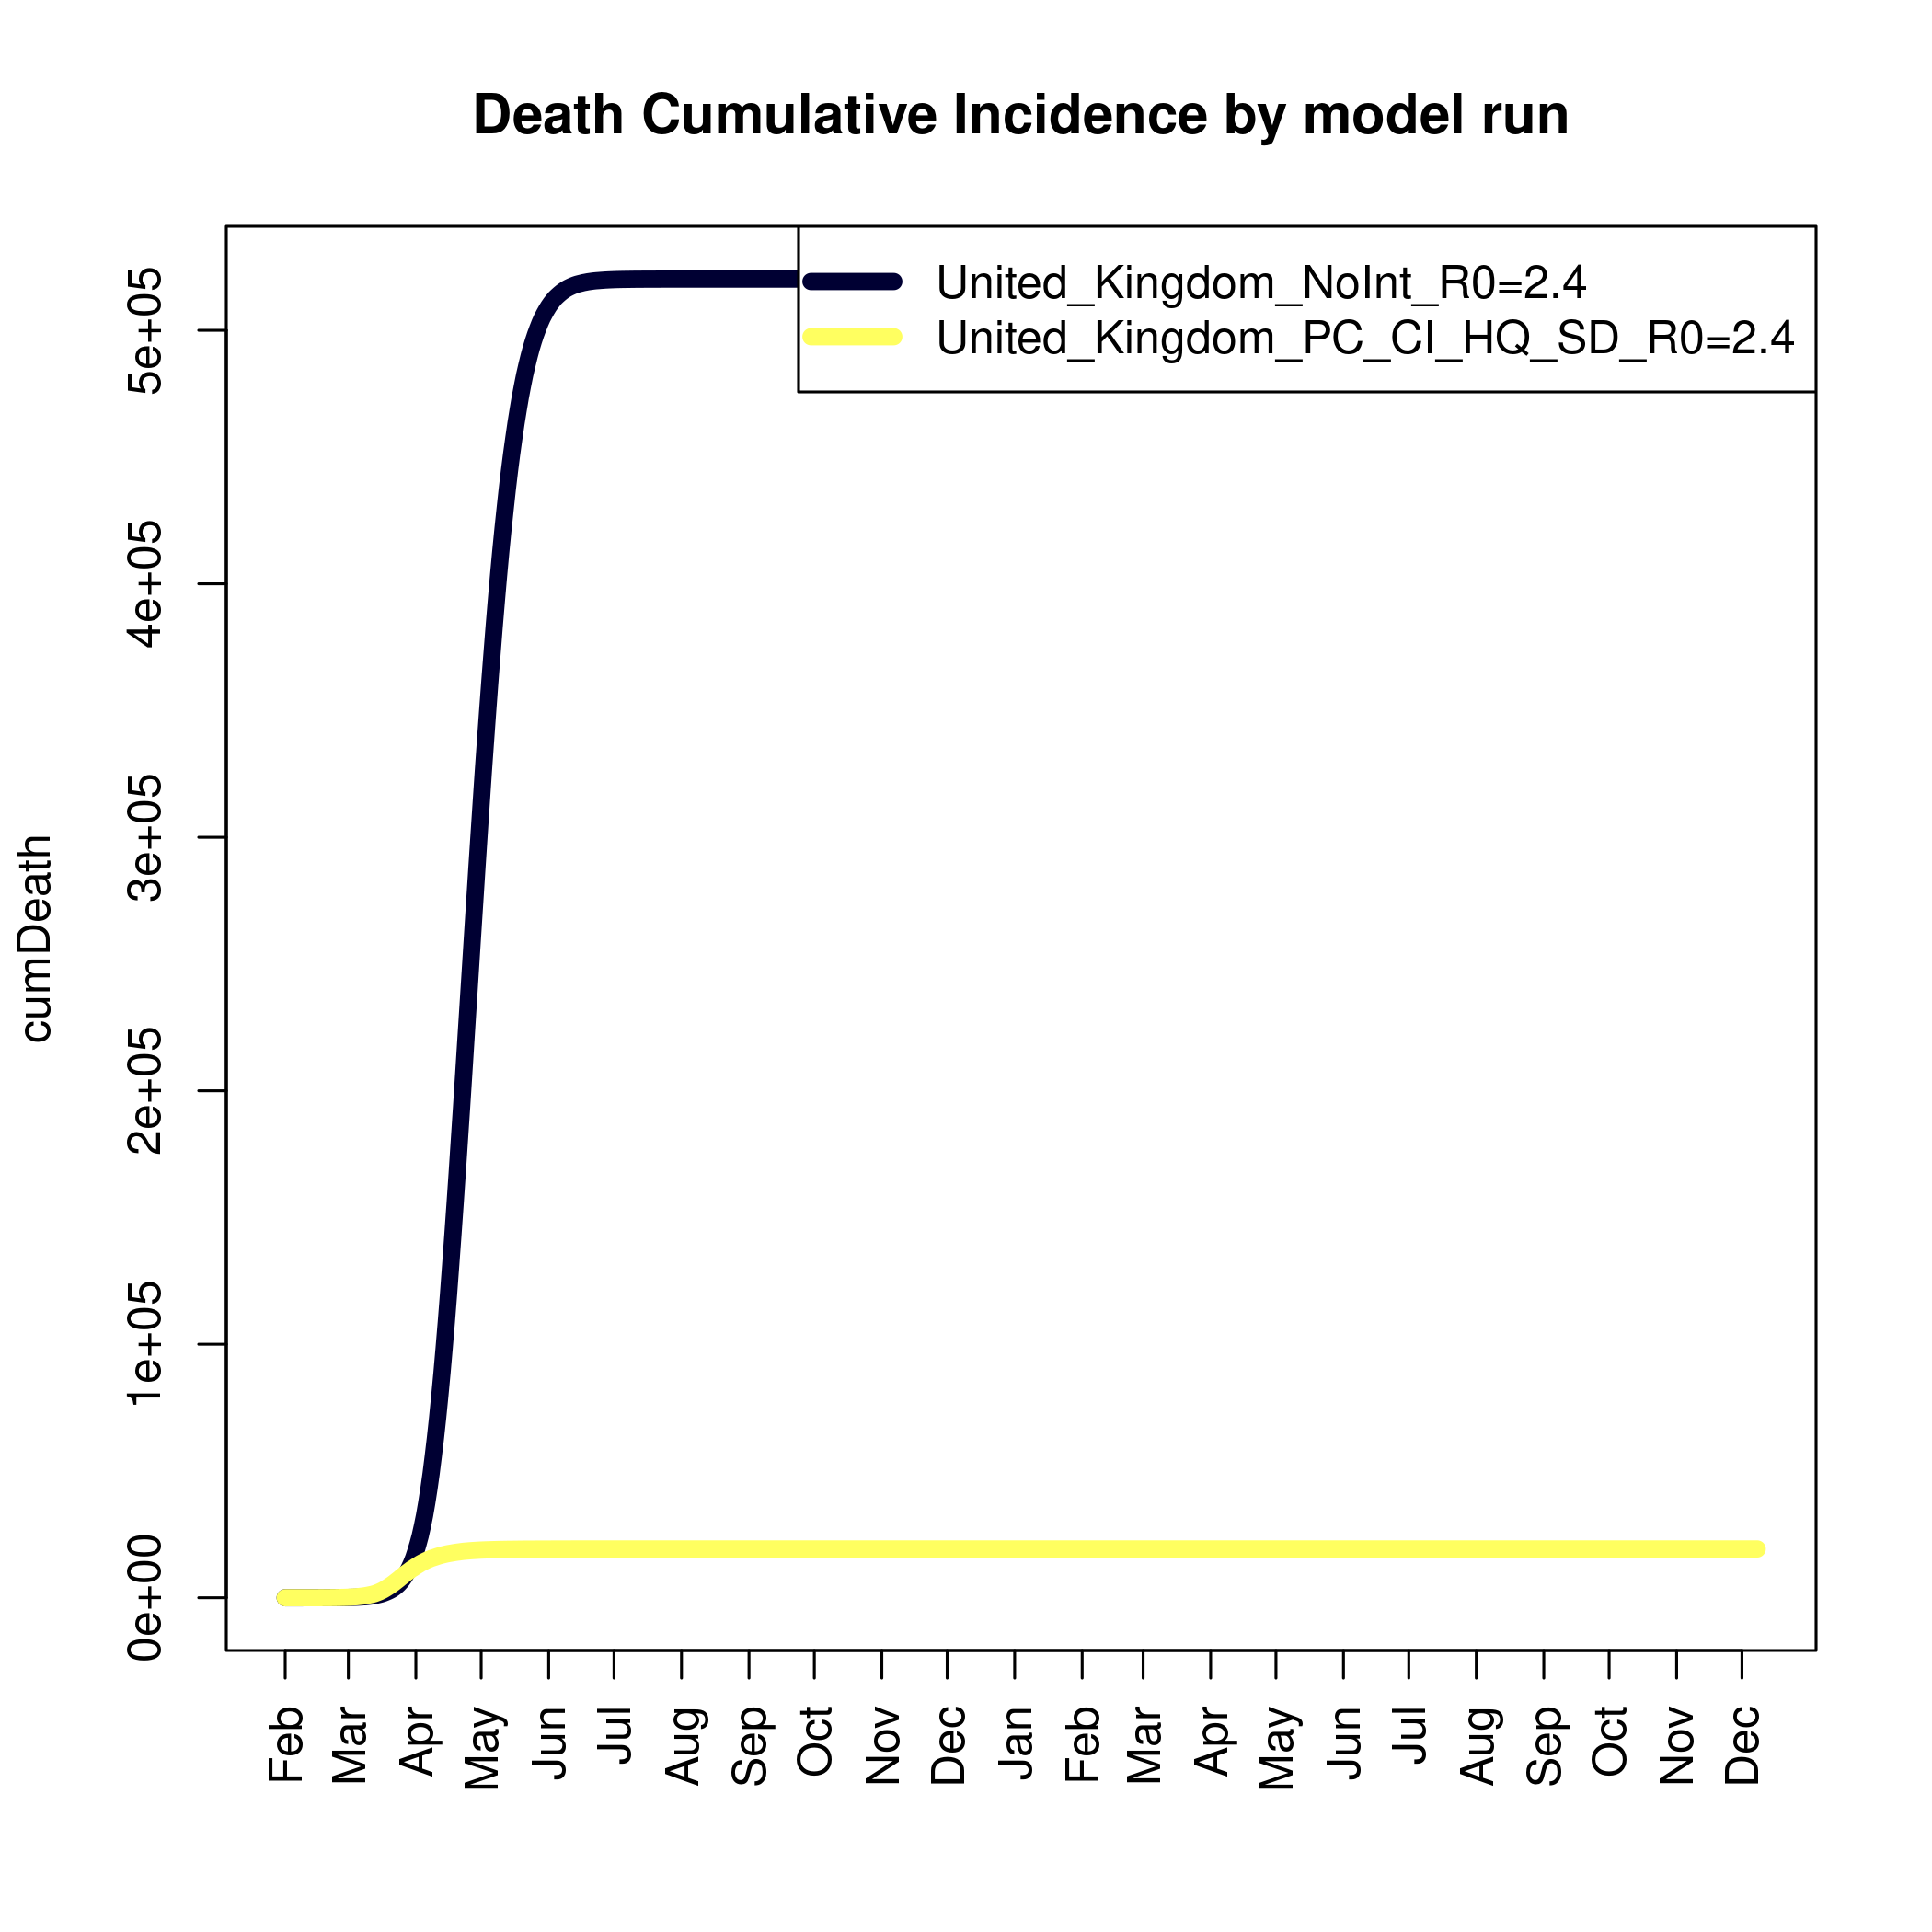 Death Cumulative Incidence by model run
United_Kingdom_NoInt_R0=2.4
United_Kingdom_PC_CI_HQ_SD_R0=2.4
cumDeath
5e+05
4e+05
3e+05
2e+05
1e+05
0e+00
Feb
Mar
Apr
May
Jun
Jul
Aug
Sep
Oct
Nov
Dec
Jan
Feb
Mar
Apr
May
Jun
Jul
Aug
Sep
Oct
Nov
Dec